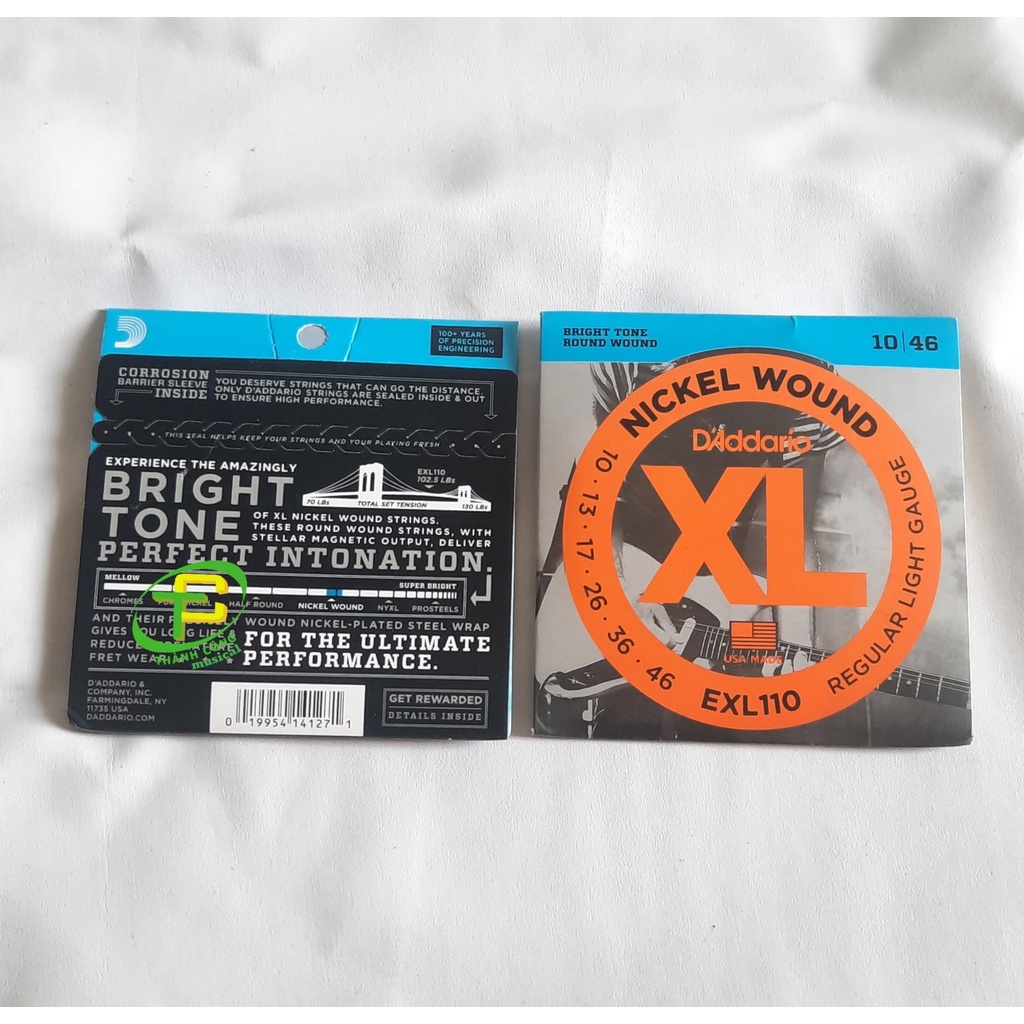 100+ YEARS
OF PRECISION
ENGINEERING
CORROSION
BARRIER SLEEVE
INSIDE
YOU DESERVE STRINGS THAT CAN GO THE DISTANCE
ONLY D'ADDARIO STRINGS ARE SEALED INSIDE & OUT
TO ENSURE HIGH PERFORMANCE.
THIS SEAL HELPS KEEP YOUR STRINGS AND YOUR PLAYING FRESH
EXPERIENCE THE AMAZINGLY
BRIGHT
TONE
EXL110
102.5 LBs
70 LBs
TOTAL SET TENSION
130 LBs
OF XL NICKEL WOUND STRINGS.
THESE ROUND WOUND STRINGS, WITH
STELLAR MAGNETIC OUTPUT, DELIVER
PERFECT INTONATION.
MELLOW
SUPER BRIGHT
HALF ROUND
NICKEL WOUND
NYXL
PROSTEELS
AND THEIR
WOUND NICKEL-PLATED STEEL WRAP
GIVES YOU LONG LIFE &
FRET WEAR
FOR THE ULTIMATE
PERFORMANCE.
THANH CONG
musical
D'ADDARIO &
COMPANY, INC.
FARMINGDALE, NY
11735 USA
DADDARIO.COM
0 19954 14127 1
GET REWARDED
DETAILS INSIDE
BRIGHT TONE
ROUND WOUND
10|46
NICKEL WOUND
D'Addario
XL
10 · 13 · 17 · 26 · 36 · 46
REGULAR LIGHT GAUGE
USA MADE
EXL110